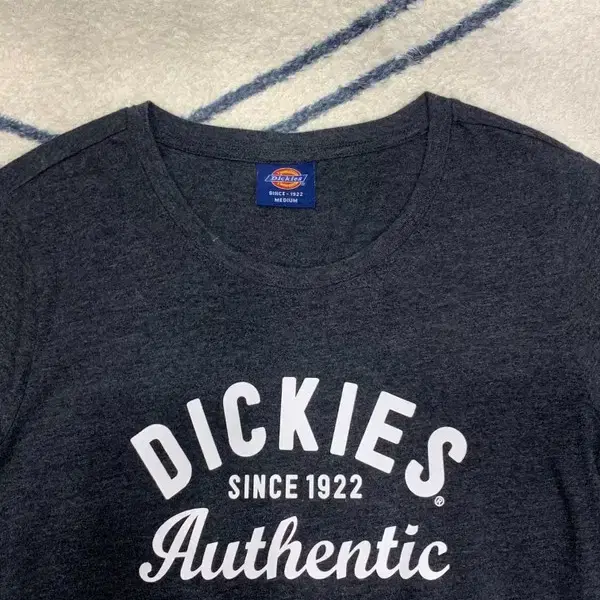 Dickies
SINCE • 1922
MEDIUM
DICKIES®
SINCE 1922
Authentic